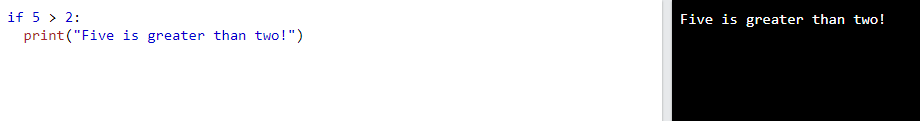 if 5 > 2:
  print("Five is greater than two!")
Five is greater than two!